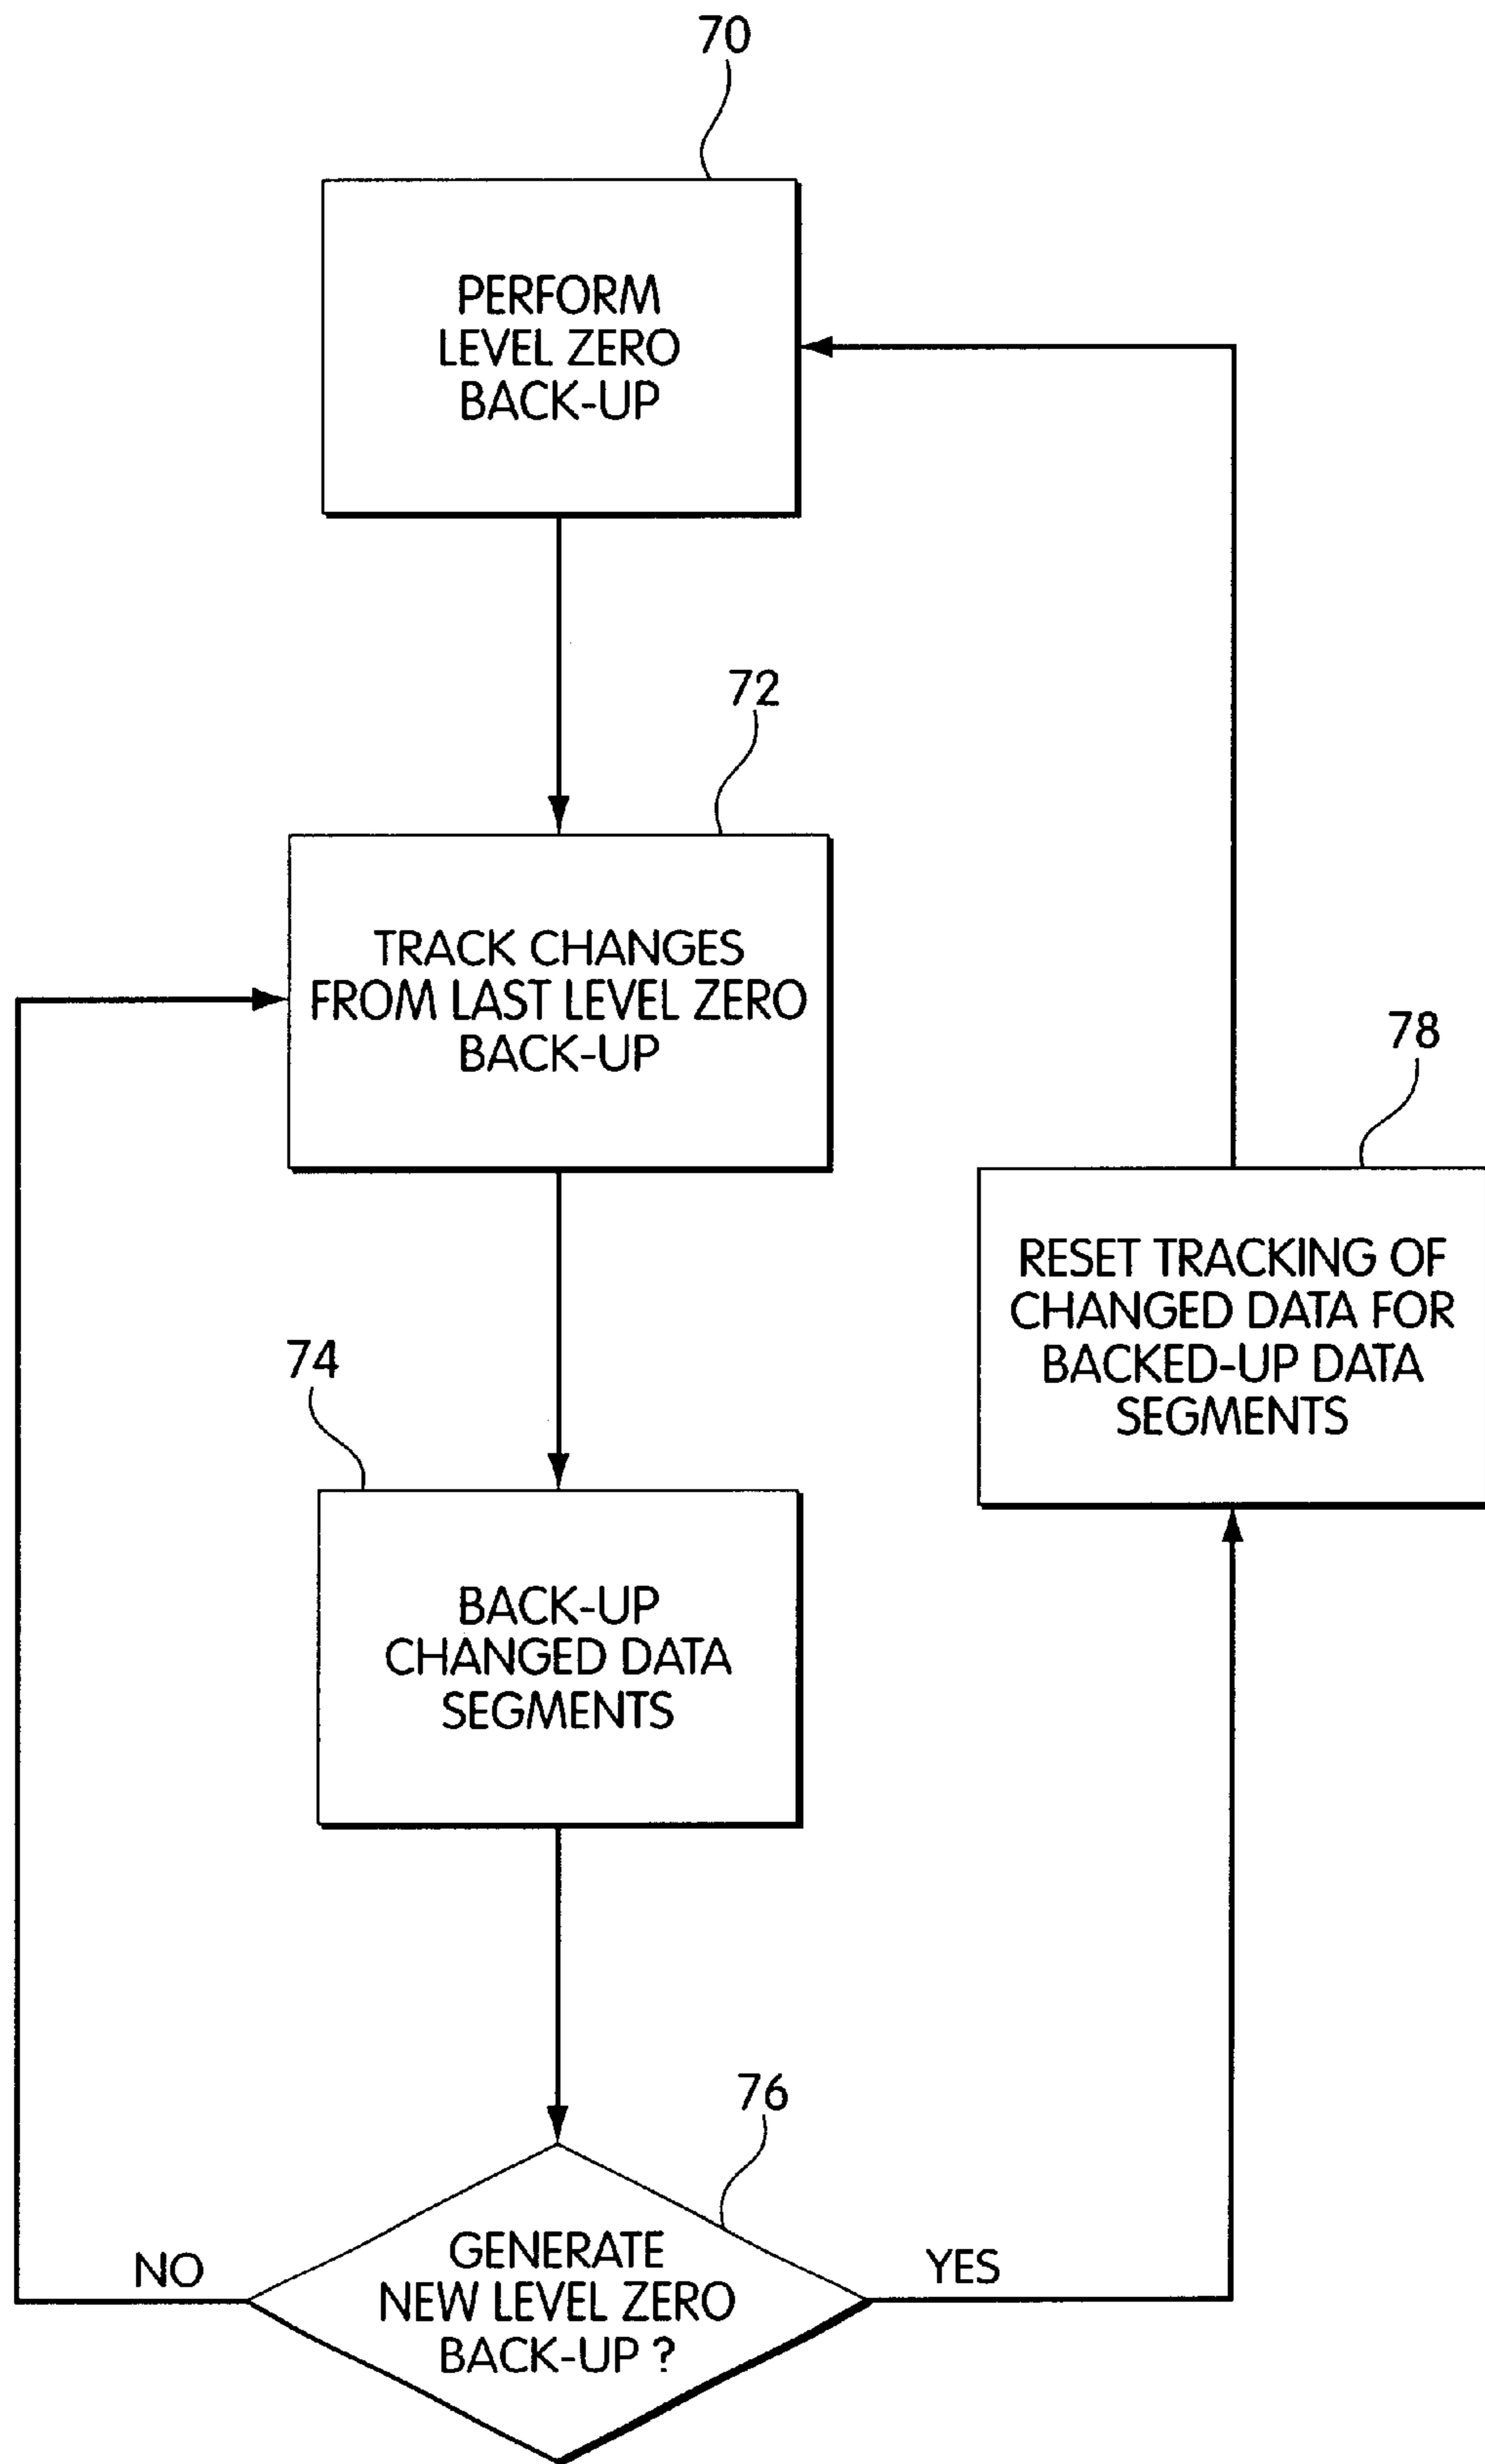 70
PERFORM
LEVEL ZERO
BACK-UP
72
TRACK CHANGES
FROM LAST LEVEL ZERO
BACK-UP
78
RESET TRACKING OF
CHANGED DATA FOR
BACKED-UP DATA
SEGMENTS
74
BACK-UP
CHANGED DATA
SEGMENTS
76
GENERATE
NEW LEVEL ZERO
BACK-UP ?
NO
YES